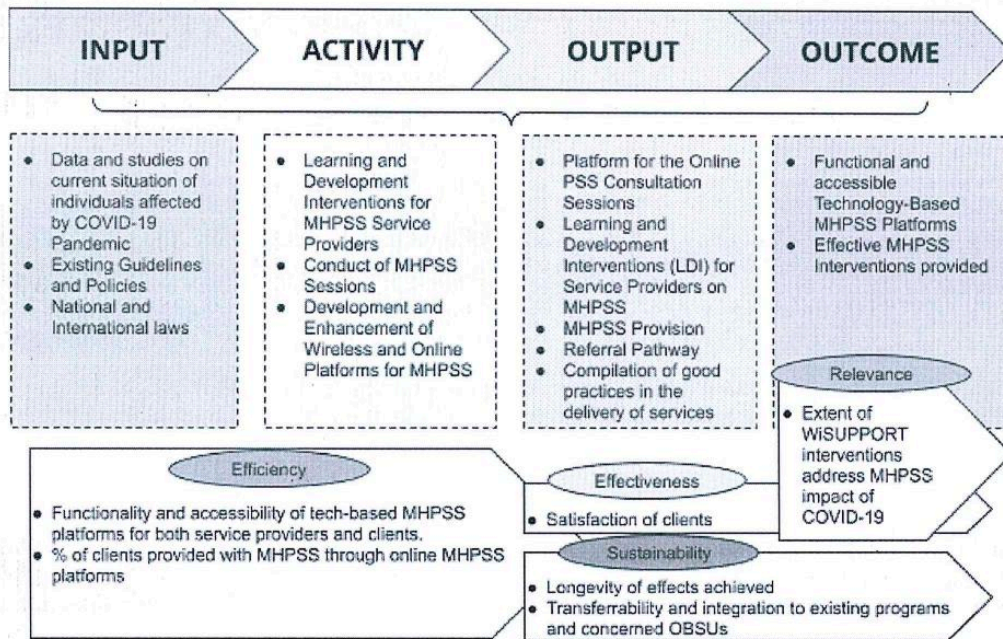 INPUT
ACTIVITY
OUTPUT
OUTCOME
• Data and studies on
current situation of
individuals affected
by COVID-19
Pandemic
• Existing Guidelines
and Policies
• National and
International laws
• Learning and
Development
Interventions for
MHPSS Service
Providers
• Conduct of MHPSS
Sessions
• Development and
Enhancement of
Wireless and Online
Platforms for MHPSS
• Platform for the Online
PSS Consultation
Sessions
• Learning and
Development
Interventions (LDI) for
Service Providers on
MHPSS
• MHPSS Provision
• Referral Pathway
• Compilation of good
practices in the
delivery of services
• Functional and
accessible
Technology-Based
MHPSS Platforms
• Effective MHPSS
Interventions provided
Relevance
• Extent of
WiSUPPORT
interventions
address MHPSS
impact of
COVID-19
Efficiency
• Functionality and accessibility of tech-based MHPSS
platforms for both service providers and clients.
• % of clients provided with MHPSS through online MHPSS
platforms
Effectiveness
• Satisfaction of clients
Sustainability
• Longevity of effects achieved
• Transferrability and integration to existing programs
and concerned OBSUs